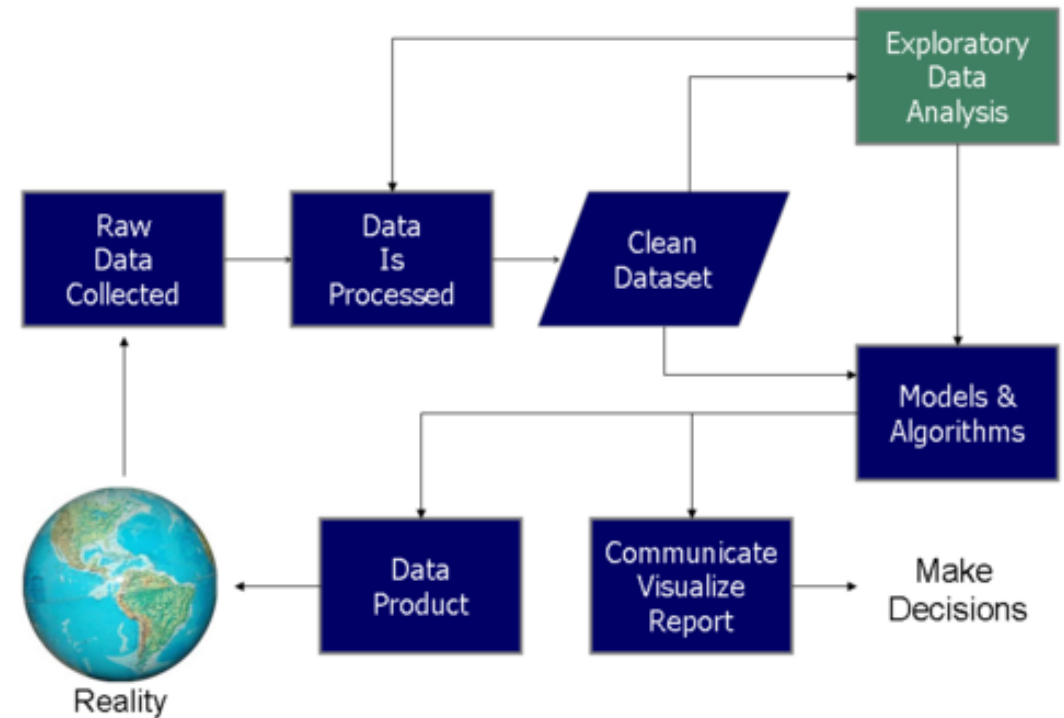 Exploratory
Data
Analysis
Raw
Data
Collected
Data
Is
Processed
Clean
Dataset
Models &
Algorithms
Data
Product
Communicate
Visualize
Report
Make
Decisions
Reality